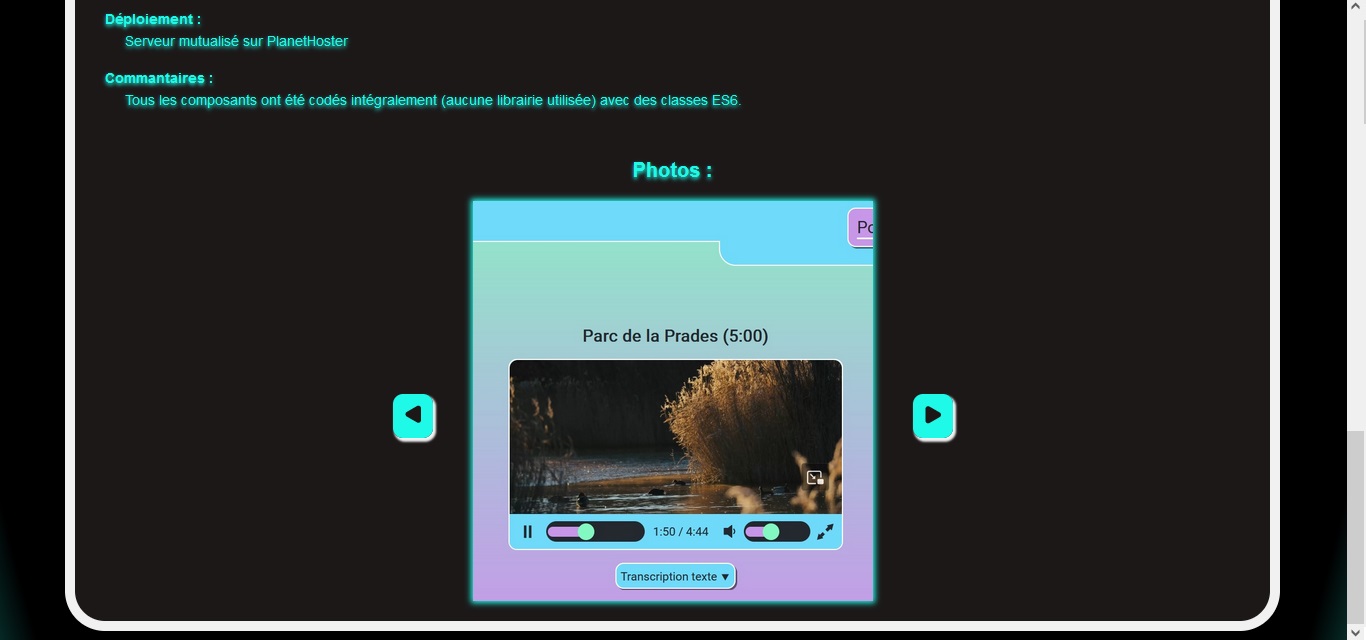 Déploiement :
Serveur mutualisé sur PlanetHoster
Commantaires :
Tous les composants ont été codés intégralement (aucune librairie utilisée) avec des classes ES6.
Photos :
Po
Parc de la Prades (5:00)
1:50 / 4:44
Transcription texte ▼